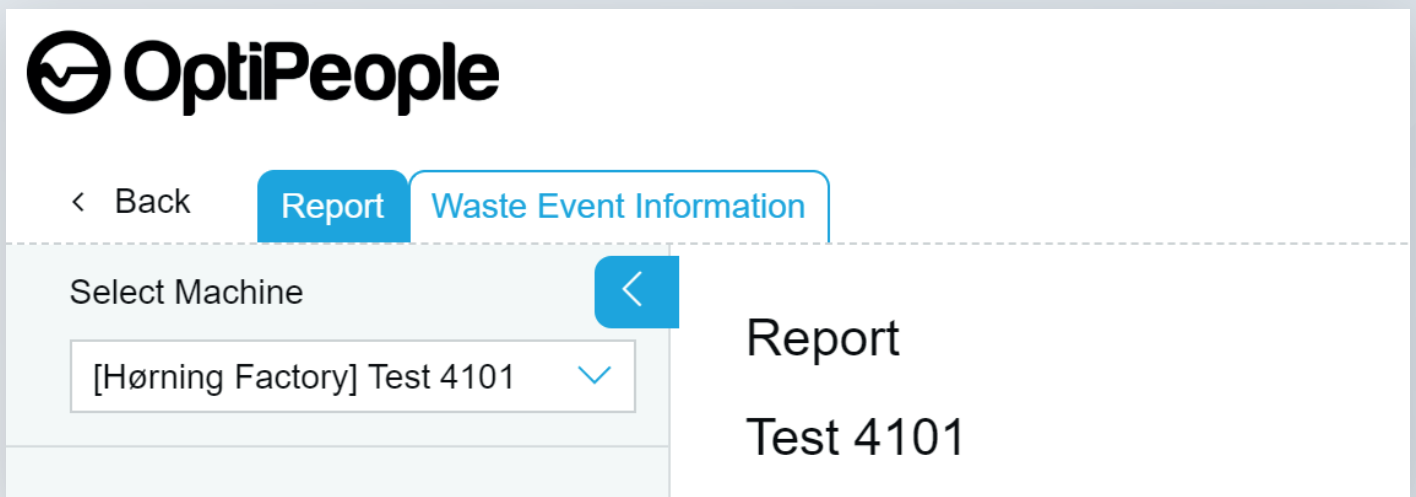 OptiPeople
Back Report Waste Event Information
Select Machine
[Hørning Factory] Test 4101
Report
Test 4101